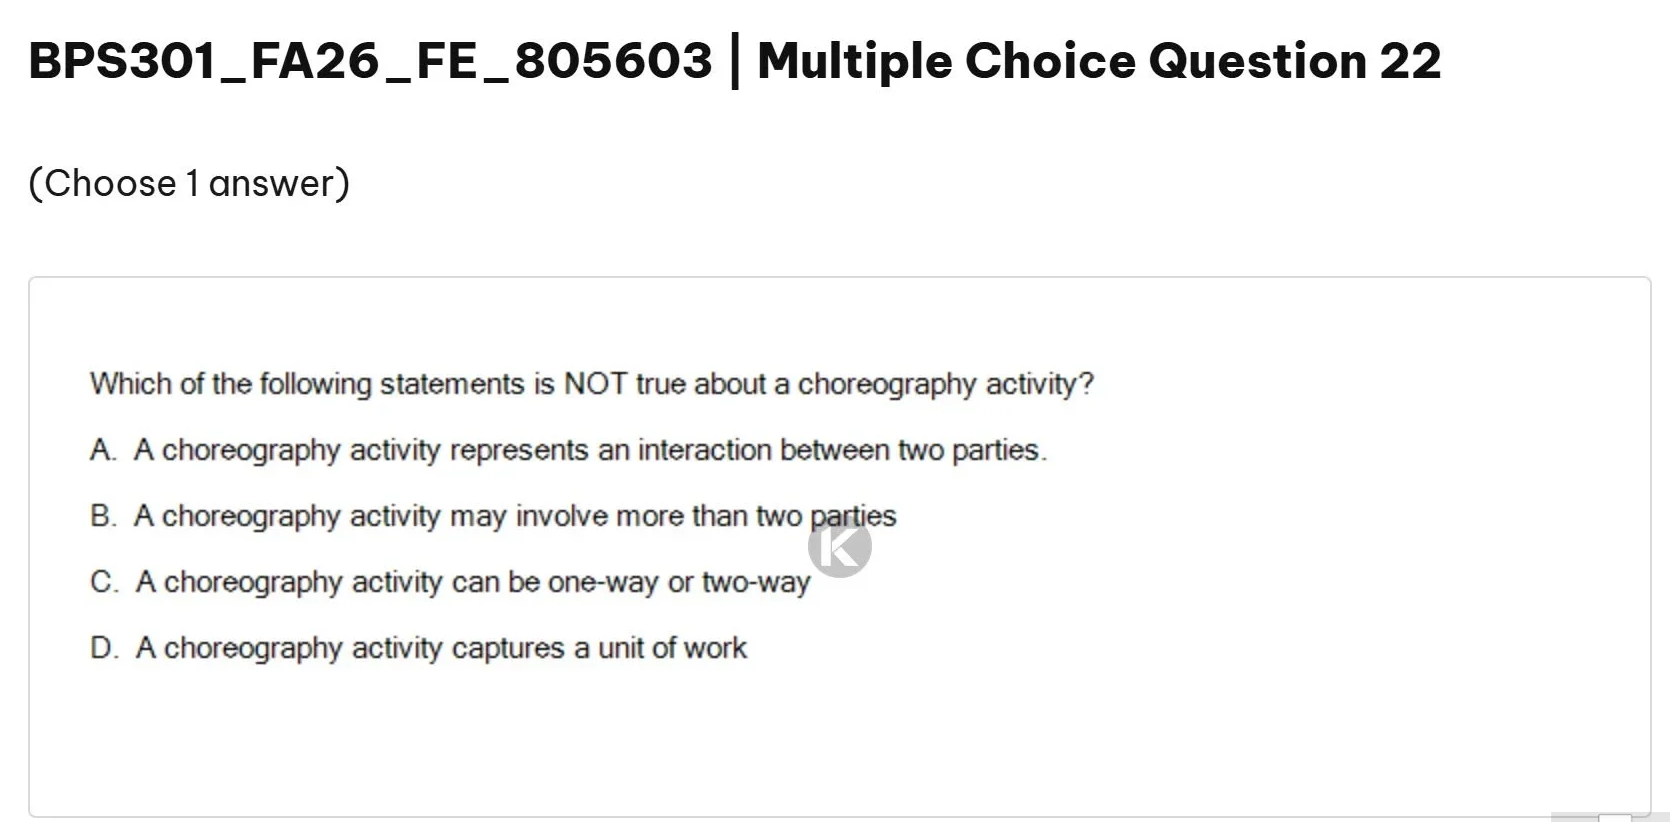 BPS301_FA26_FE_805603 | Multiple Choice Question 22
(Choose 1 answer)
Which of the following statements is NOT true about a choreography activity?
A. A choreography activity represents an interaction between two parties.
B. A choreography activity may involve more than two parties
K
C. A choreography activity can be one-way or two-way
D. A choreography activity captures a unit of work